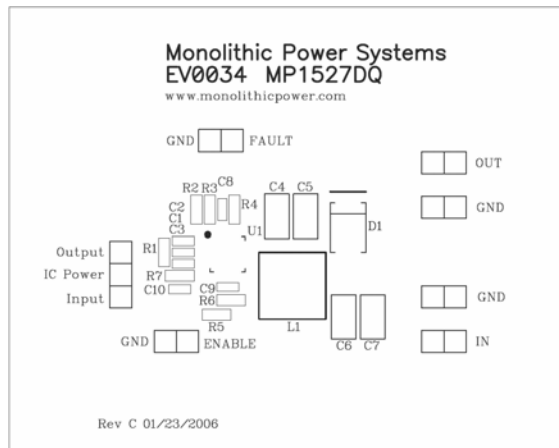 Monolithic Power Systems
EV0034 MP1527DQ
www.monolithicpower.com
GND FAULT
OUT
C8
R2 R3 C4 C5
C2 R4
C1
GND
U1 D1
C3
R1
Output
IC Power R7
C9
Input C10 R6
GND
R5 L1
GND ENABLE C6 C7 IN
Rev C 01/23/2006